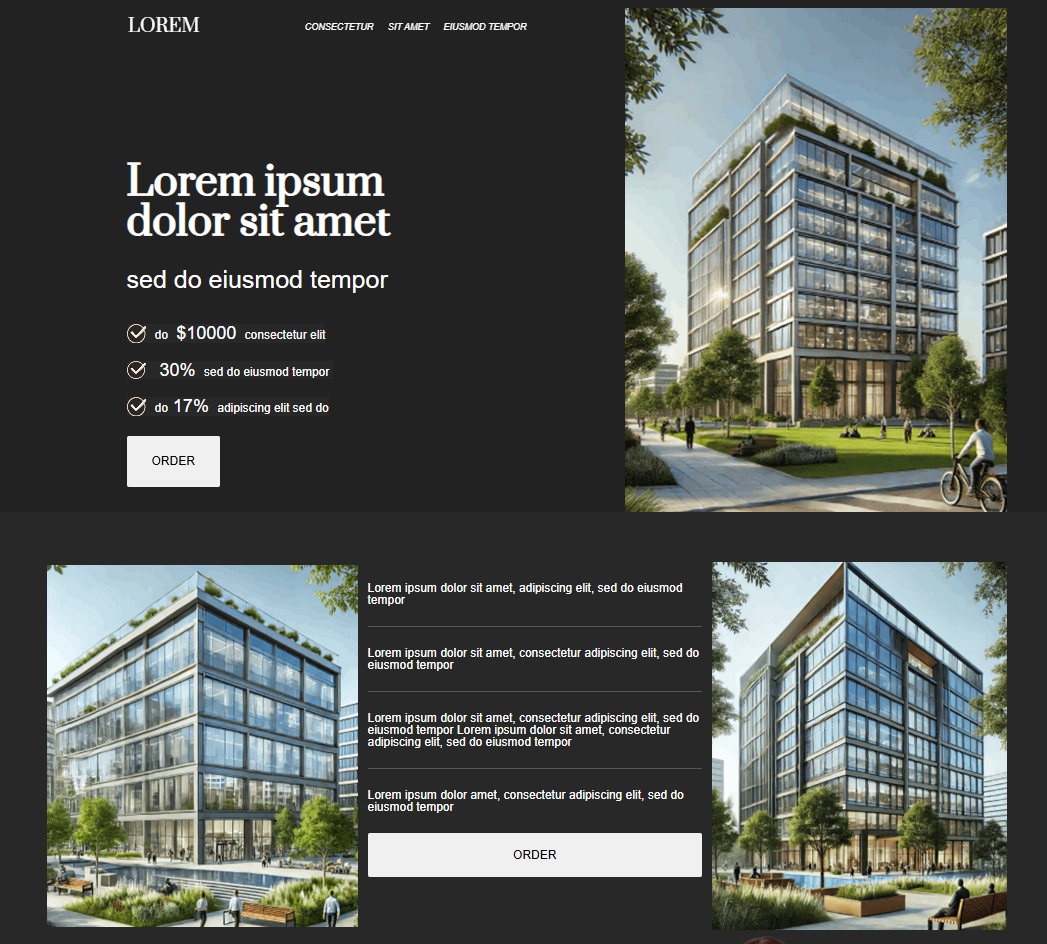 LOREM
CONSECTETUR SIT AMET EIUSMOD TEMPOR
Lorem ipsum
dolor sit amet
sed do eiusmod tempor
do $10000 consectetur elit
30% sed do eiusmod tempor
do 17% adipiscing elit sed do
ORDER
Lorem ipsum dolor sit amet, adipiscing elit, sed do eiusmod
tempor
Lorem ipsum dolor sit amet, consectetur adipiscing elit, sed do
eiusmod tempor
Lorem ipsum dolor sit amet, consectetur adipiscing elit, sed do
eiusmod tempor Lorem ipsum dolor sit amet, consectetur
adipiscing elit, sed do eiusmod tempor
Lorem ipsum dolor amet, consectetur adipiscing elit, sed do
eiusmod tempor
ORDER